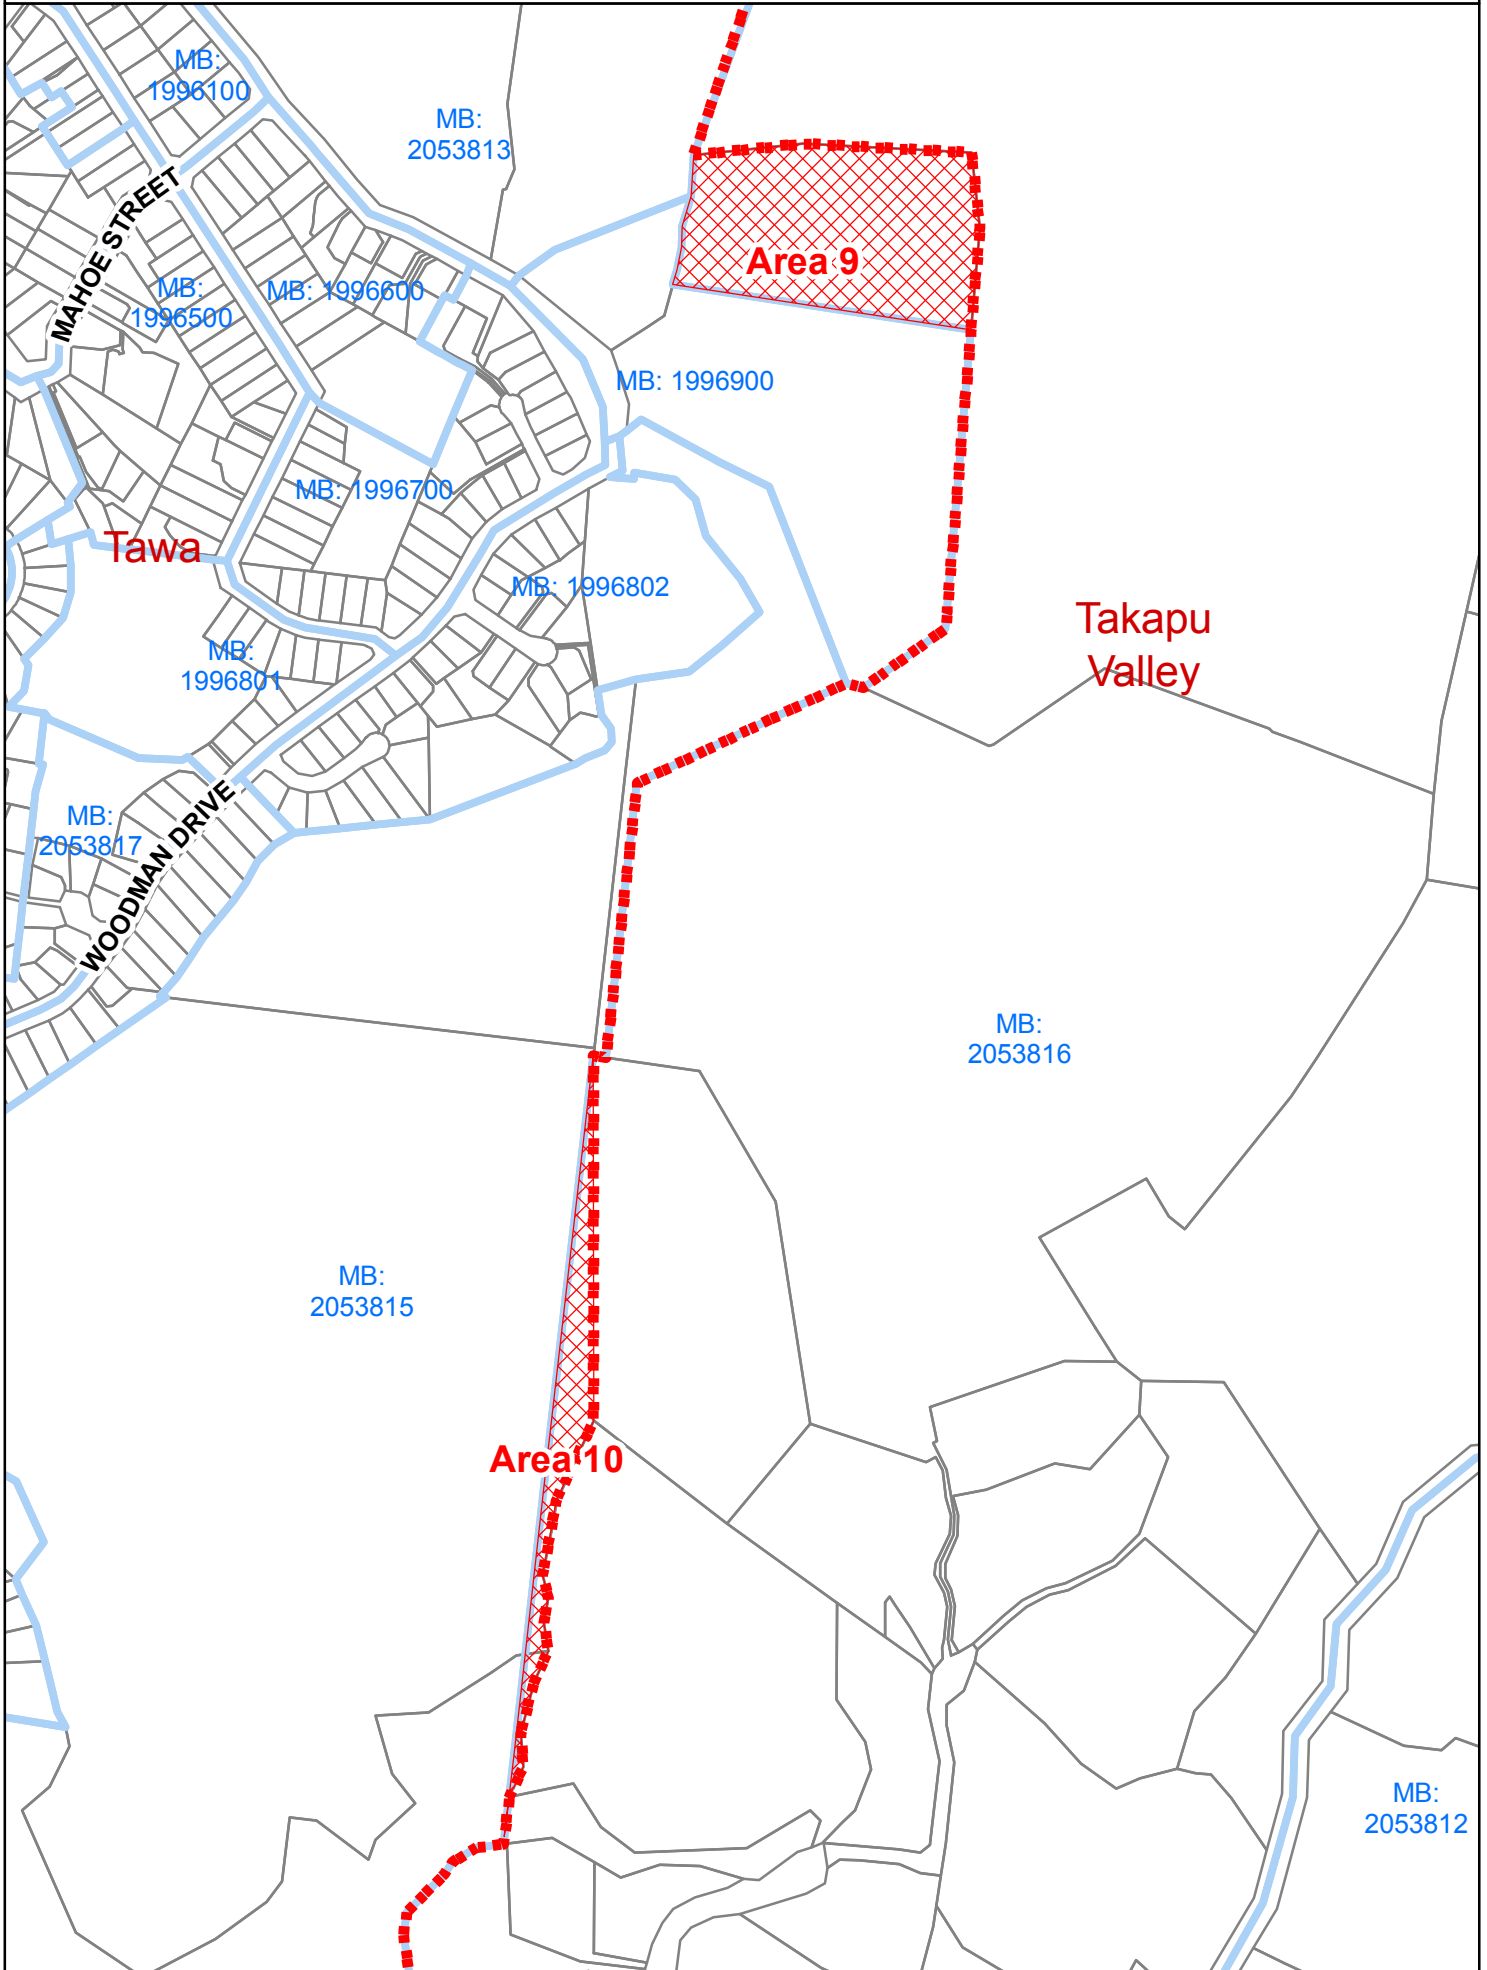 MB:
1996100
MB:
2053813
MAHOE STREET
Area 9
MB:
1996500
MB: 1996600
MB: 1996900
MB: 1996700
Tawa
MB: 1996802
Takapu
Valley
MB:
1996801
MB:
2053817
WOODMAN DRIVE
MB:
2053816
MB:
2053815
Area 10
MB:
2053812